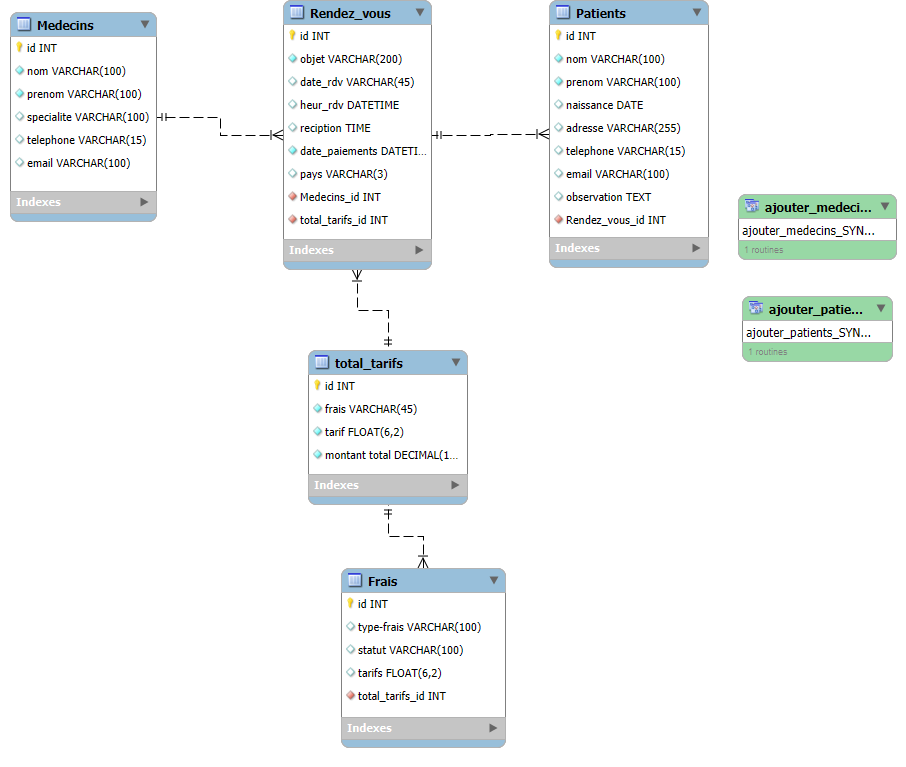 Medecins
id INT
nom VARCHAR(100)
prenom VARCHAR(100)
specialite VARCHAR(100)
telephone VARCHAR(15)
email VARCHAR(100)
Indexes
Rendez_vous
id INT
objet VARCHAR(200)
date_rdv VARCHAR(45)
heur_rdv DATETIME
reciption TIME
date_paiements DATETI...
pays VARCHAR(3)
Medecins_id INT
total_tarifs_id INT
Indexes
Patients
id INT
nom VARCHAR(100)
prenom VARCHAR(100)
naissance DATE
adresse VARCHAR(255)
telephone VARCHAR(15)
email VARCHAR(100)
observation TEXT
Rendez_vous_id INT
Indexes
ajouter_medeci...
ajouter_medecins_SYN...
1 routines
ajouter_patie...
ajouter_patients_SYN...
1 routines
total_tarifs
id INT
frais VARCHAR(45)
tarif FLOAT(6,2)
montant total DECIMAL(1...
Indexes
Frais
id INT
type-frais VARCHAR(100)
statut VARCHAR(100)
tarifs FLOAT(6,2)
total_tarifs_id INT
Indexes